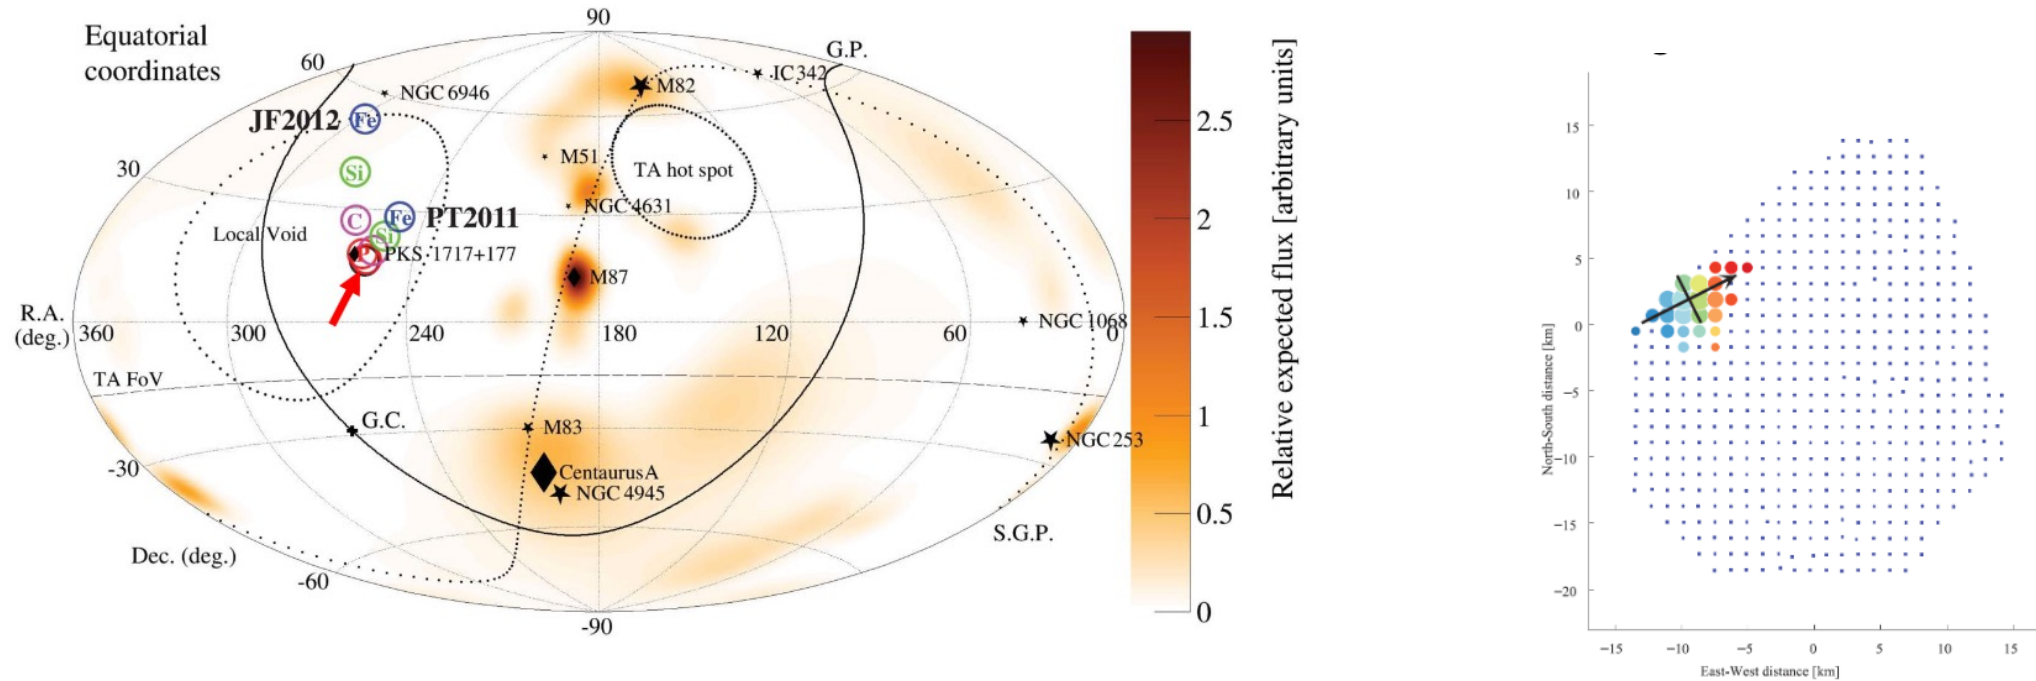 Equatorial
coordinates
90
60
30
-30
-60
-90
G.P.
IC342
M82
NGC 6946
JF2012
Fe
Si
C
P
Fe
Si
PT2011
PKS 1717+177
Local Void
M51
TA hot spot
NGC 4631
M87
R.A.
(deg.)
360
300
240
180
120
60
0
NGC 1068
TA FoV
G.C.
M83
Centaurus A
NGC 4945
NGC 253
S.G.P.
Dec. (deg.)
2.5
2
1.5
1
0.5
0
Relative expected flux [arbitrary units]
15
10
5
0
−5
−10
−15
−20
North-South distance [km]
−15
−10
−5
0
5
10
15
East-West distance [km]